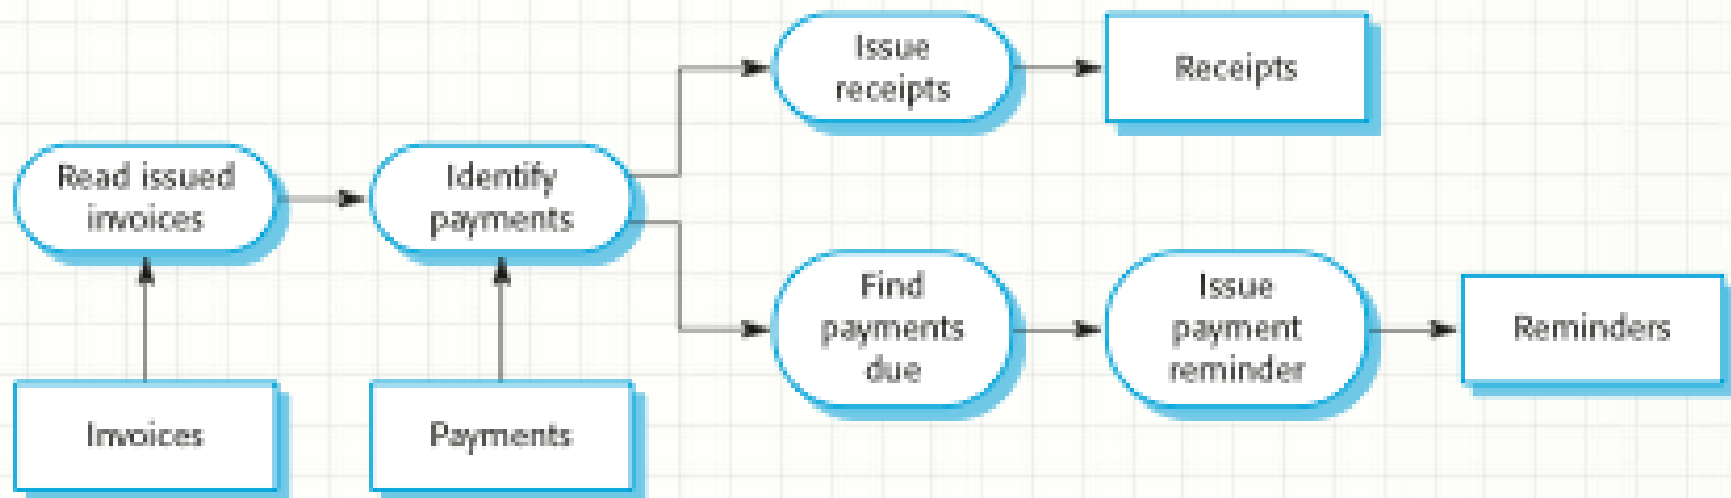 Issue
receipts
Receipts
Read issued
invoices
Identify
payments
Find
payments
due
Issue
payment
reminder
Reminders
Invoices
Payments